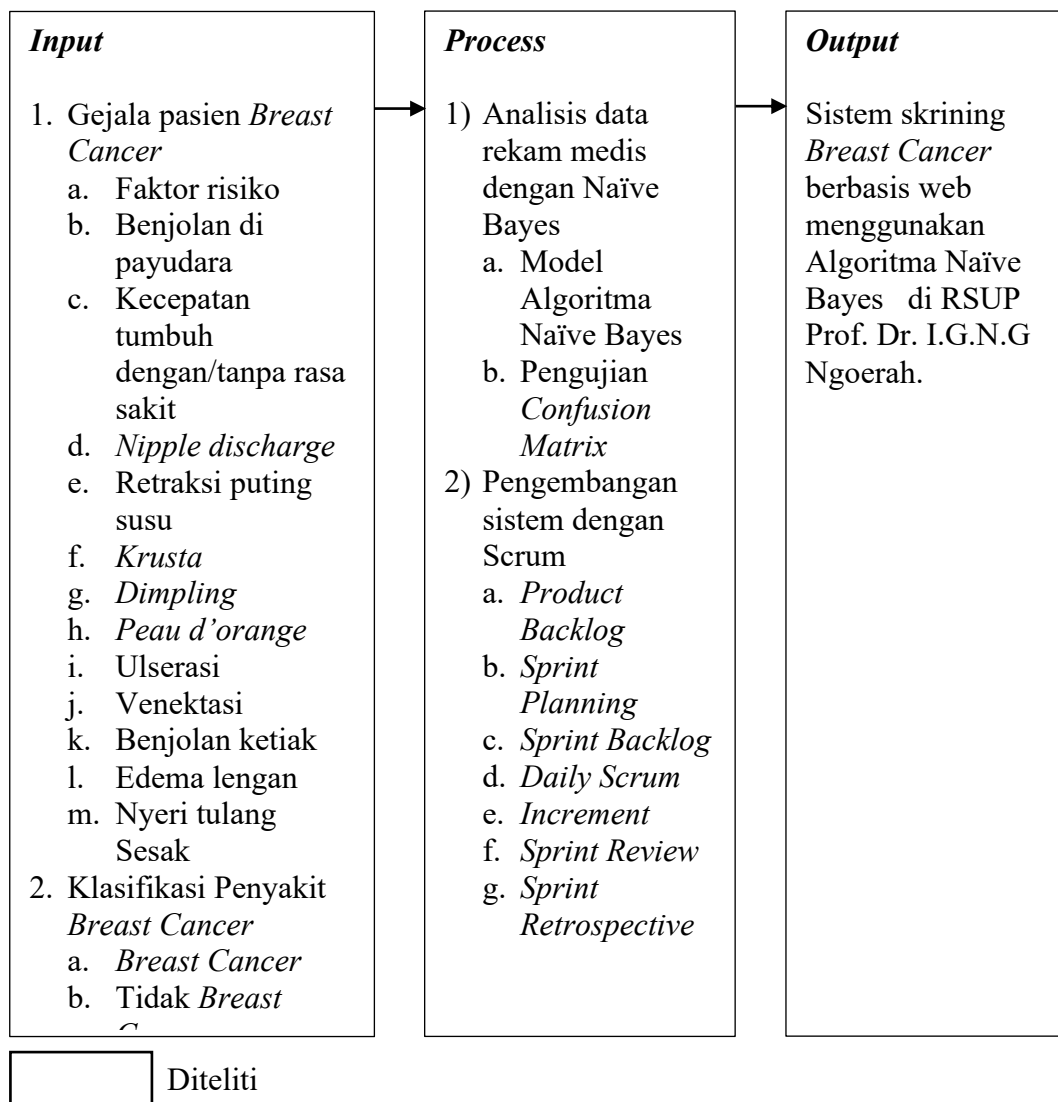 Input
1. Gejala pasien Breast
Cancer
a. Faktor risiko
b. Benjolan di
payudara
c. Kecepatan
tumbuh
dengan/tanpa rasa
sakit
d. Nipple discharge
e. Retraksi puting
susu
f. Krusta
g. Dimpling
h. Peau d’orange
i. Ulserasi
j. Venektasi
k. Benjolan ketiak
l. Edema lengan
m. Nyeri tulang
Sesak
2. Klasifikasi Penyakit
Breast Cancer
a. Breast Cancer
b. Tidak Breast
Process
1) Analisis data
rekam medis
dengan Naïve
Bayes
a. Model
Algoritma
Naïve Bayes
b. Pengujian
Confusion
Matrix
2) Pengembangan
sistem dengan
Scrum
a. Product
Backlog
b. Sprint
Planning
c. Sprint Backlog
d. Daily Scrum
e. Increment
f. Sprint Review
g. Sprint
Retrospective
Output
Sistem skrining
Breast Cancer
berbasis web
menggunakan
Algoritma Naïve
Bayes di RSUP
Prof. Dr. I.G.N.G
Ngoerah.
Diteliti